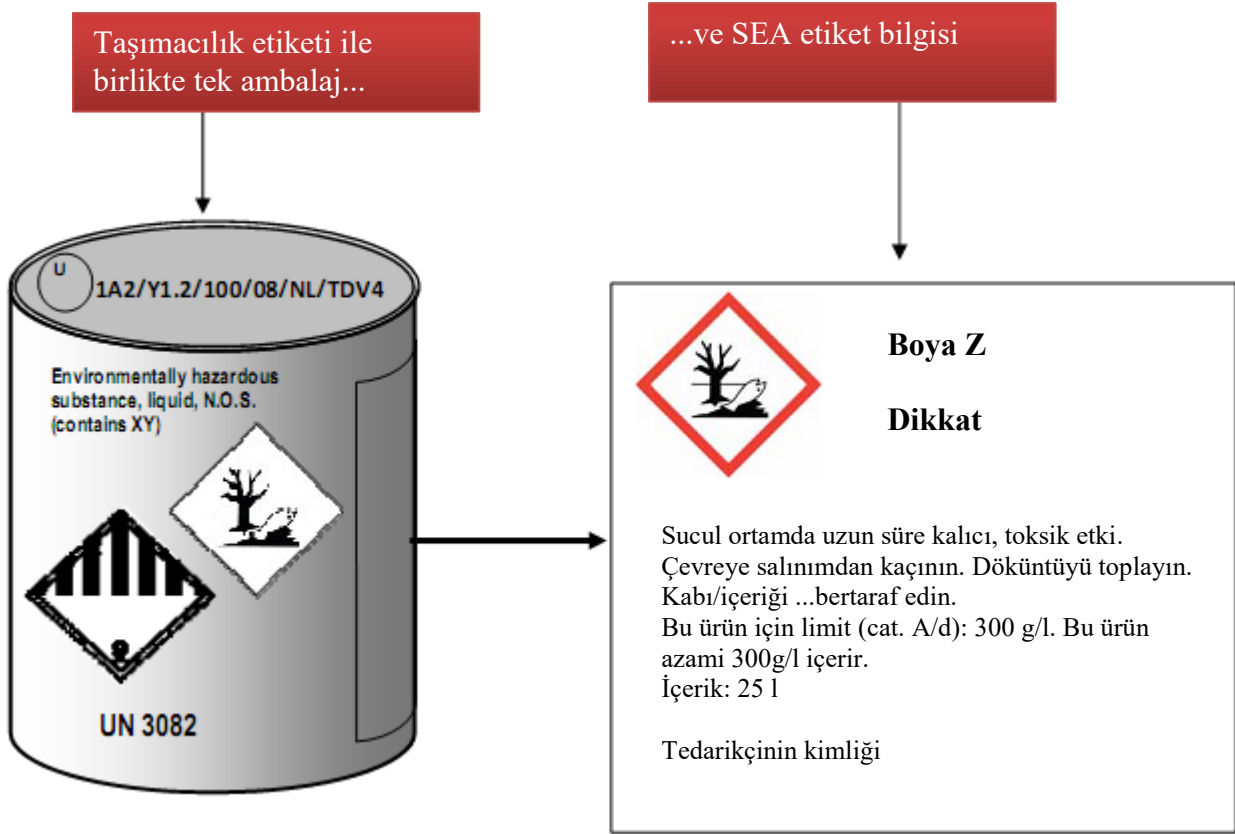 Taşımacılık etiketi ile
birlikte tek ambalaj...
...ve SEA etiket bilgisi
U
1A2/Y1.2/100/08/NL/TDV4
Environmentally hazardous
substance, liquid, N.O.S.
(contains XY)
9
UN 3082
Boya Z
Dikkat
Sucul ortamda uzun süre kalıcı, toksik etki.
Çevreye salınımdan kaçının. Döküntüyü toplayın.
Kabı/içeriği ...bertaraf edin.
Bu ürün için limit (cat. A/d): 300 g/l. Bu ürün
azami 300g/l içerir.
İçerik: 25 l
Tedarikçinin kimliği